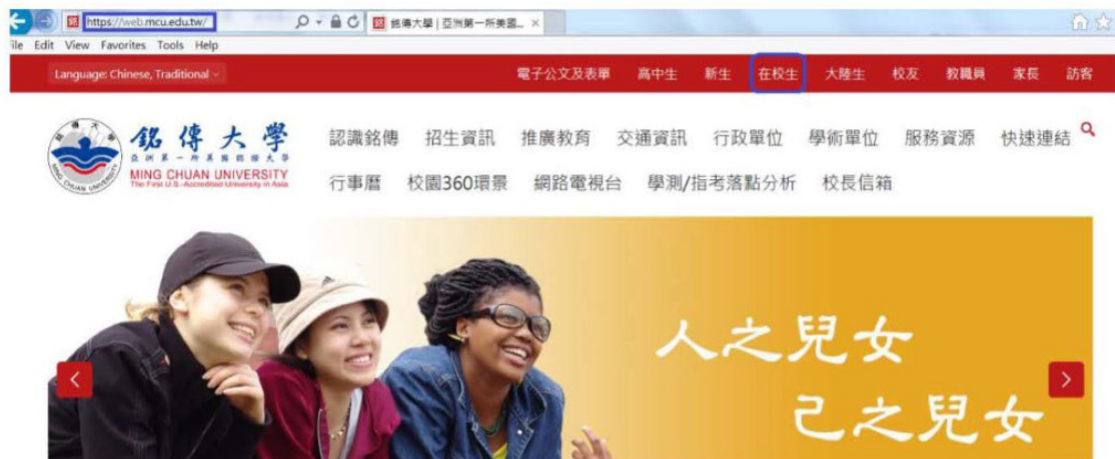 https://web.mcu.edu.tw/
銘傳大學 | 亞洲第一所美國...
ile Edit View Favorites Tools Help
Language: Chinese, Traditional
電子公文及表單 高中生 新生 在校生 大陸生 校友 教職員 家長 訪客
銘傳大學
亞洲第一所美國認證大學
MING CHUAN UNIVERSITY
The First U.S.-Accredited University in Asia
MING CHUAN UNIVERSITY
認識銘傳 招生資訊 推廣教育 交通資訊 行政單位 學術單位 服務資源 快速連結
行事曆 校園360環景 網路電視台 學測/指考落點分析 校長信箱
人之兒女
己之兒女